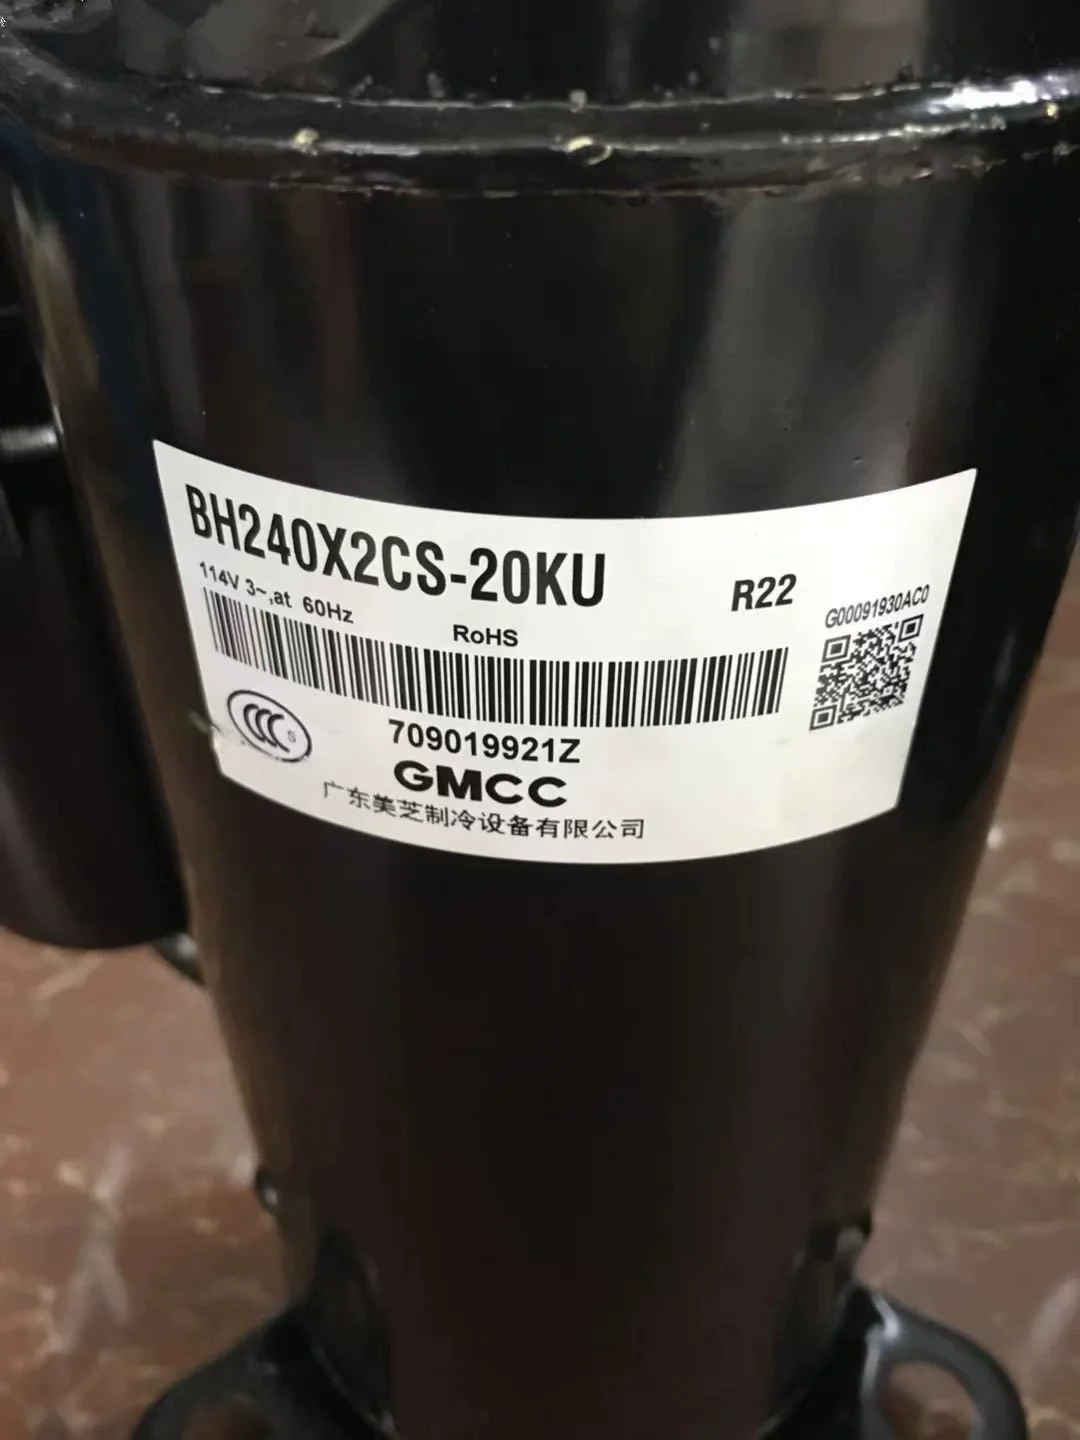 BH240X2CS-20KU
R22
114V 3~,at 60Hz
RoHS
G00091930AC0
CCC S
709019921Z
GMCC
广东美芝制冷设备有限公司